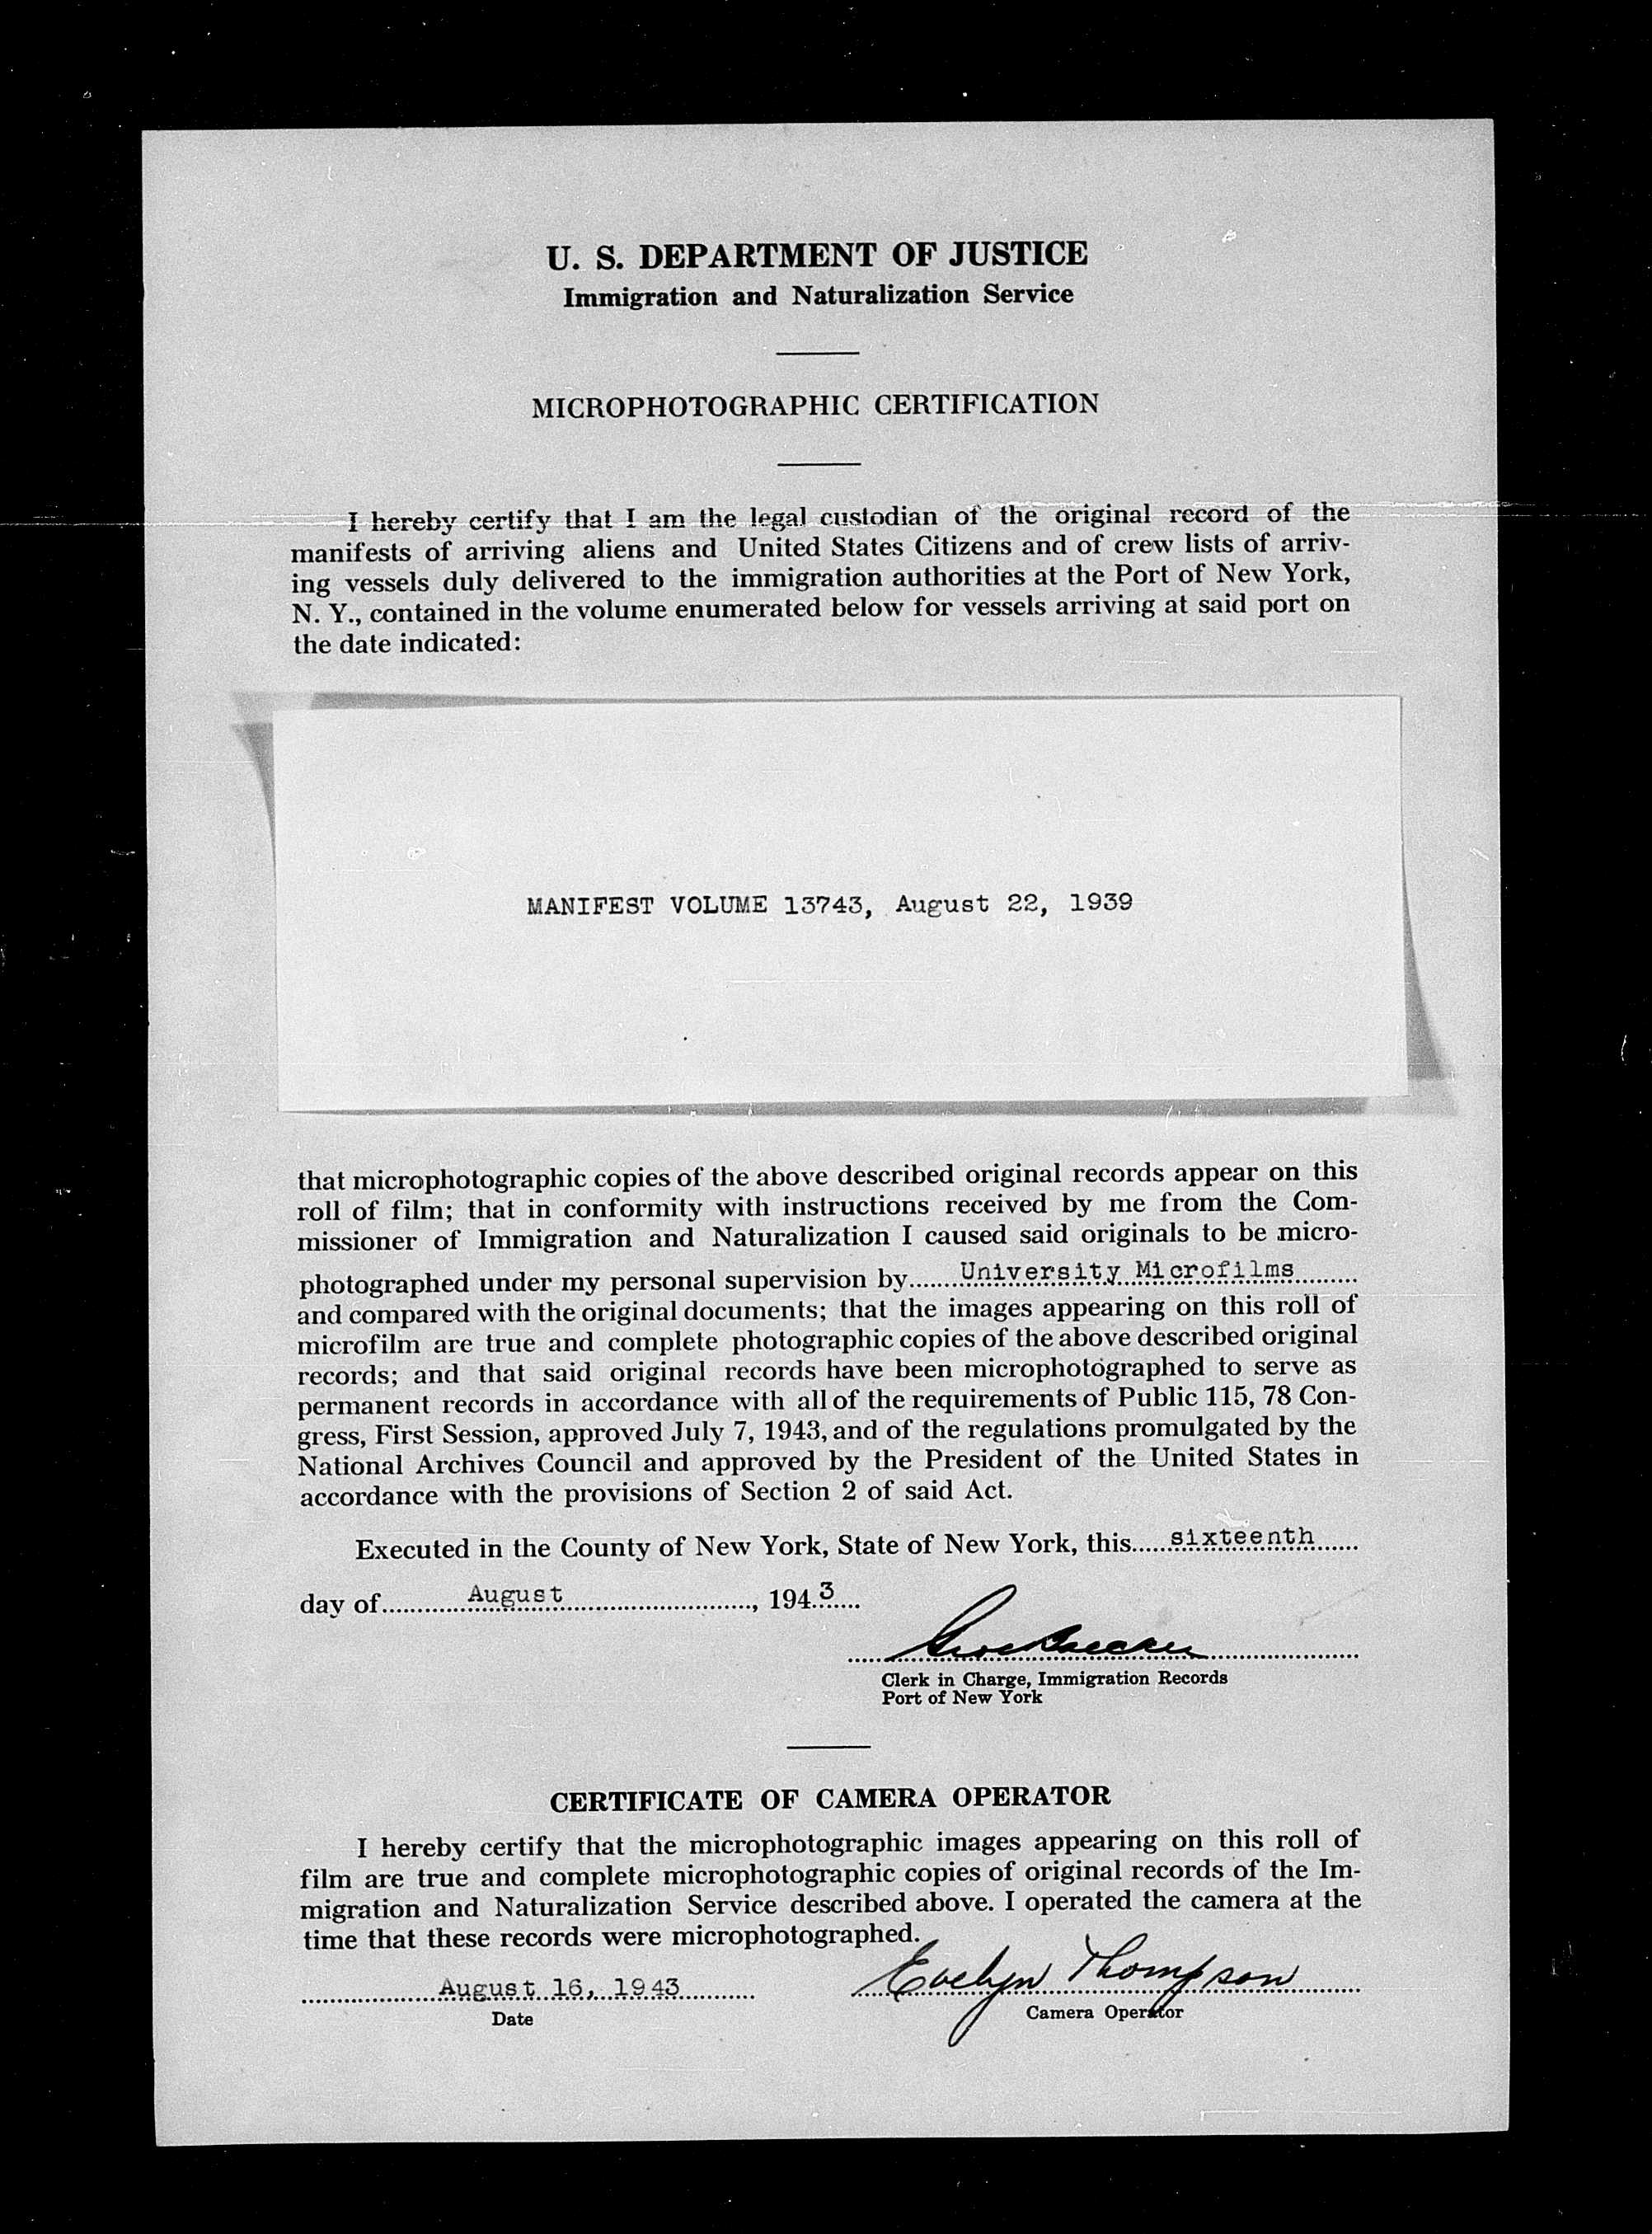 U. S. DEPARTMENT OF JUSTICE
Immigration and Naturalization Service
MICROPHOTOGRAPHIC CERTIFICATION
I hereby certify that I am the legal custodian of the original record of the
manifests of arriving aliens and United States Citizens and of crew lists of arriv-
ing vessels duly delivered to the immigration authorities at the Port of New York,
N. Y., contained in the volume enumerated below for vessels arriving at said port on
the date indicated:
MANIFEST VOLUME 13743, August 22, 1939
that microphotographic copies of the above described original records appear on this
roll of film; that in conformity with instructions received by me from the Com-
missioner of Immigration and Naturalization I caused said originals to be micro-
photographed under my personal supervision by University Microfilms
and compared with the original documents; that the images appearing on this roll of
microfilm are true and complete photographic copies of the above described original
records; and that said original records have been microphotographed to serve as
permanent records in accordance with all of the requirements of Public 115, 78 Con-
gress, First Session, approved July 7, 1943, and of the regulations promulgated by the
National Archives Council and approved by the President of the United States in
accordance with the provisions of Section 2 of said Act.
Executed in the County of New York, State of New York, this sixteenth
day of August, 1943
Clerk in Charge, Immigration Records
Port of New York
CERTIFICATE OF CAMERA OPERATOR
I hereby certify that the microphotographic images appearing on this roll of
film are true and complete microphotographic copies of original records of the Im-
migration and Naturalization Service described above. I operated the camera at the
time that these records were microphotographed.
August 16, 1943 Evelyn Thompson
Date Camera Operator